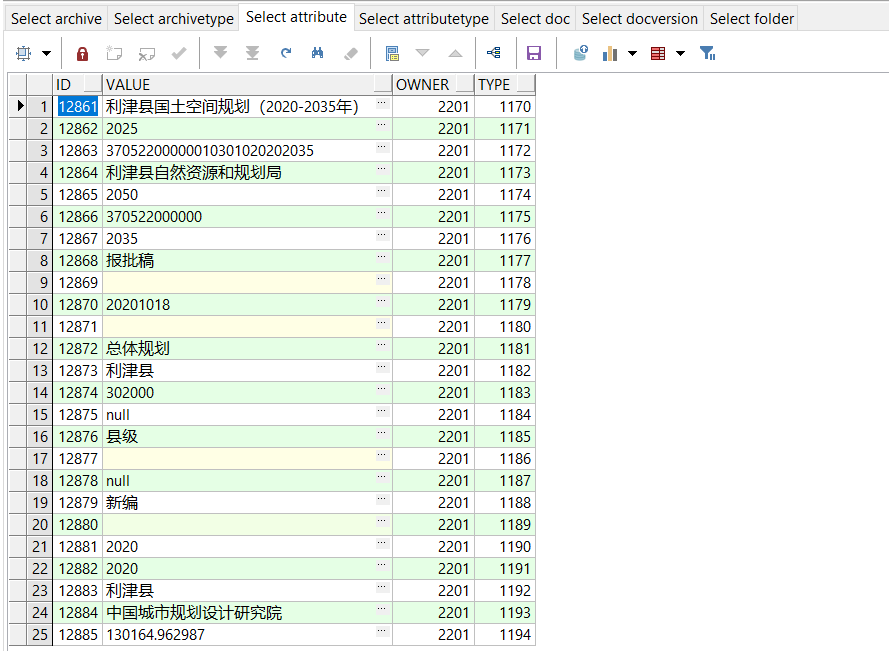 Select archive Select archivetype Select attribute Select attributetype Select doc Select docversion Select folder
ID VALUE OWNER TYPE
1 12861 利津县国土空间规划（2020-2035年） ... 2201 1170
2 12862 2025 ... 2201 1171
3 12863 3705220000010301020202035 ... 2201 1172
4 12864 利津县自然资源和规划局 ... 2201 1173
5 12865 2050 ... 2201 1174
6 12866 370522000000 ... 2201 1175
7 12867 2035 ... 2201 1176
8 12868 报批稿 ... 2201 1177
9 12869 ... 2201 1178
10 12870 20201018 ... 2201 1179
11 12871 ... 2201 1180
12 12872 总体规划 ... 2201 1181
13 12873 利津县 ... 2201 1182
14 12874 302000 ... 2201 1183
15 12875 null ... 2201 1184
16 12876 县级 ... 2201 1185
17 12877 ... 2201 1186
18 12878 null ... 2201 1187
19 12879 新编 ... 2201 1188
20 12880 ... 2201 1189
21 12881 2020 ... 2201 1190
22 12882 2020 ... 2201 1191
23 12883 利津县 ... 2201 1192
24 12884 中国城市规划设计研究院 ... 2201 1193
25 12885 130164.962987 ... 2201 1194